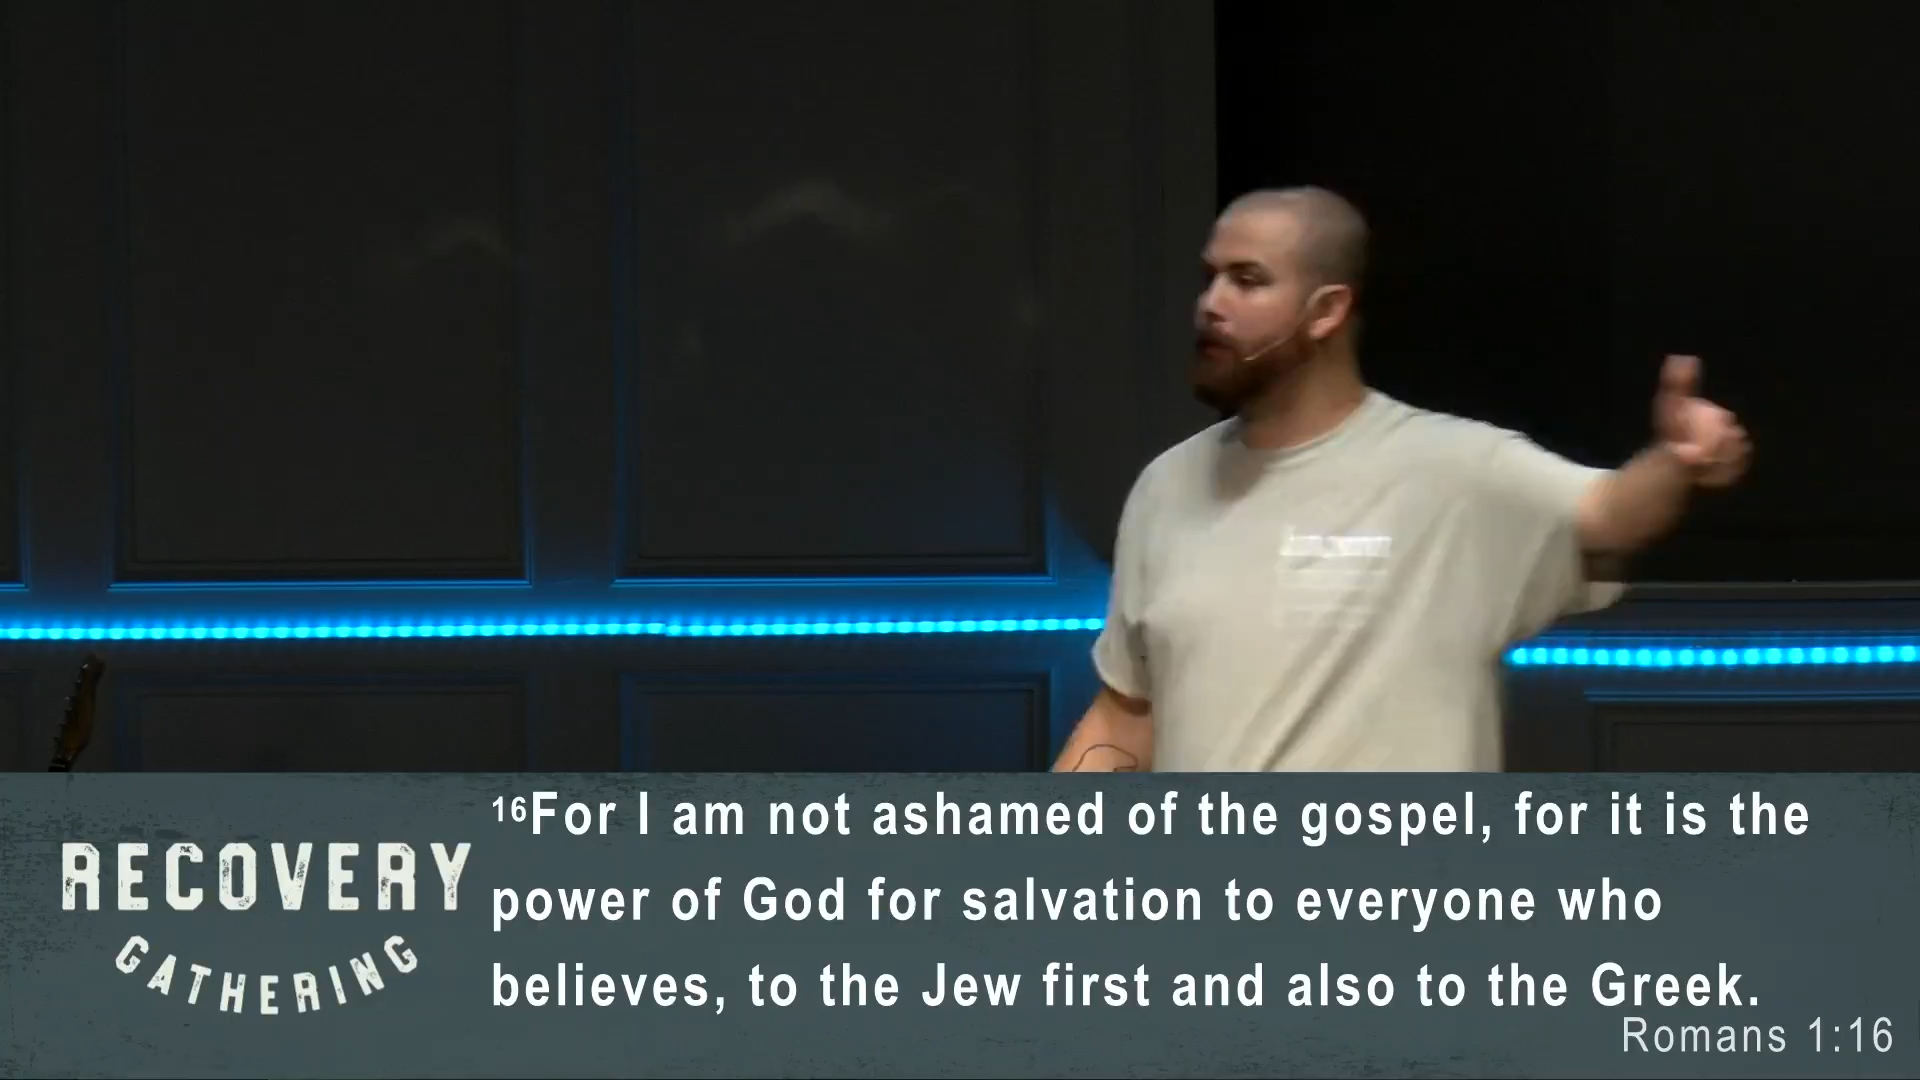 RECOVERY
GATHERING
16For I am not ashamed of the gospel, for it is the
power of God for salvation to everyone who
believes, to the Jew first and also to the Greek.
Romans 1:16